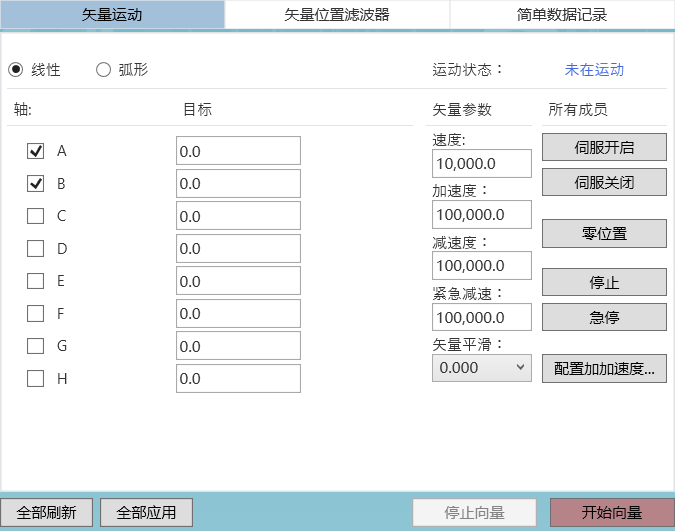 矢量运动 矢量位置滤波器 简单数据记录
线性 弧形 运动状态： 未在运动
轴: 目标 矢量参数 所有成员
A 0.0
B 0.0
C 0.0
D 0.0
E 0.0
F 0.0
G 0.0
H 0.0
速度:
10,000.0
加速度：
100,000.0
减速度：
100,000.0
紧急减速：
100,000.0
矢量平滑：
0.000
伺服开启
伺服关闭
零位置
停止
急停
配置加加速度...
全部刷新 全部应用 停止向量 开始向量